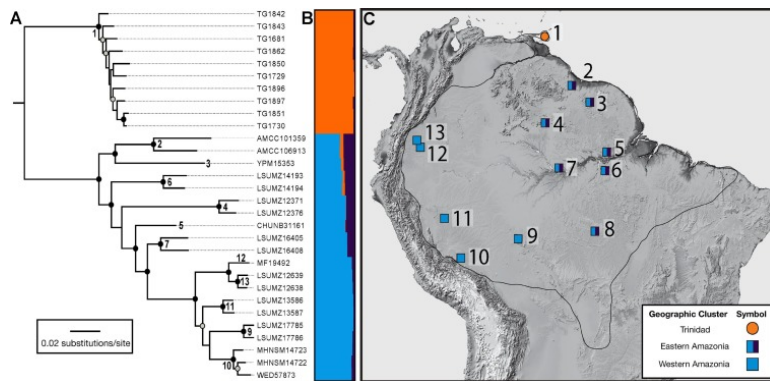 A
B
C
TG1842
TG1843
TG1681
TG1862
TG1850
TG1729
TG1896
TG1897
TG1851
TG1730
AMCC101359
AMCC106913
YPM15353
LSUMZ14193
LSUMZ14194
LSUMZ12371
LSUMZ12376
CHUNB31161
LSUMZ16405
LSUMZ16408
MF19492
LSUMZ12639
LSUMZ12638
LSUMZ13586
LSUMZ13587
LSUMZ17785
LSUMZ17786
MHNSM14723
MHNSM14722
WED57873
1
2
3
6
4
5
7
12
13
11
9
10
0.02 substitutions/site
1
2
3
4
13
12
5
7
6
11
9
8
10
Geographic Cluster Symbol
Trinidad
Eastern Amazonia
Western Amazonia